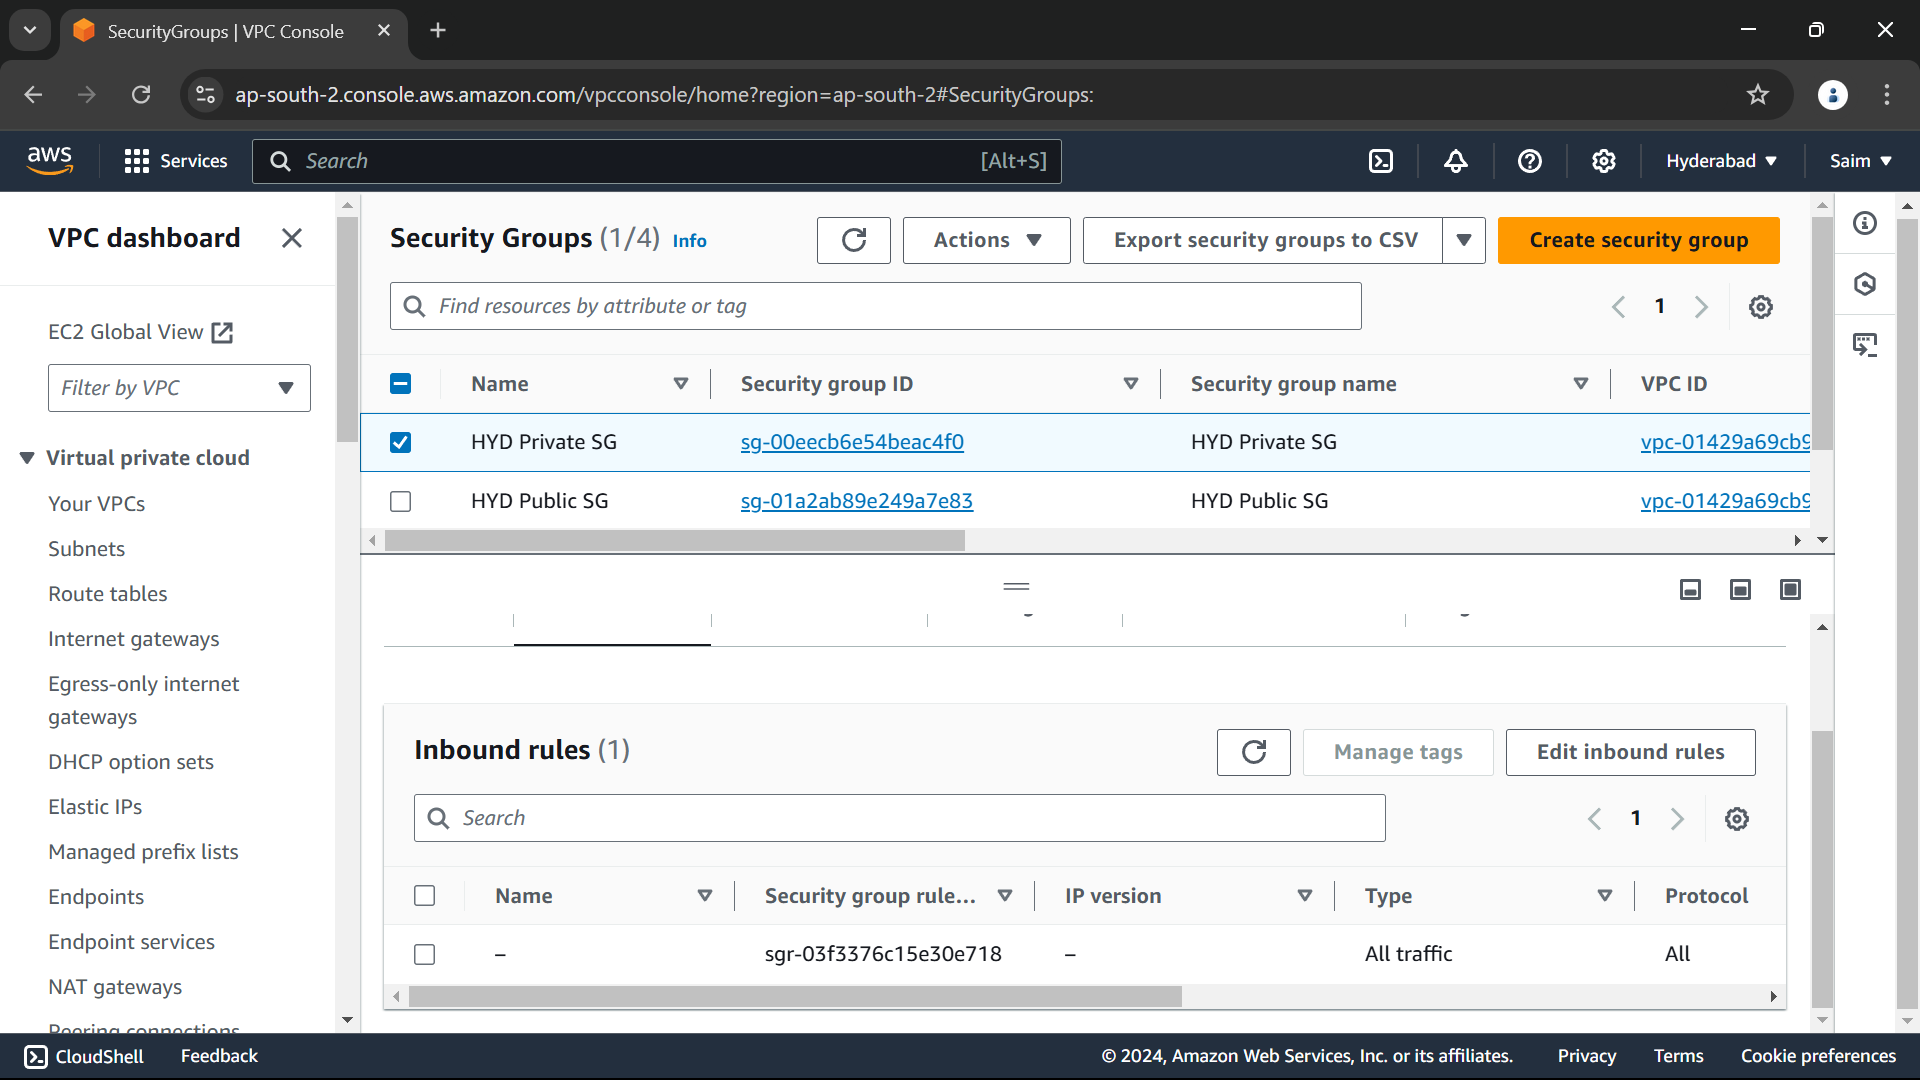 SecurityGroups | VPC Console
ap-south-2.console.aws.amazon.com/vpcconsole/home?region=ap-south-2#SecurityGroups:
aws
Services
Search
[Alt+S]
Hyderabad
Saim
VPC dashboard
EC2 Global View
Filter by VPC
Virtual private cloud
Your VPCs
Subnets
Route tables
Internet gateways
Egress-only internet
gateways
DHCP option sets
Elastic IPs
Managed prefix lists
Endpoints
Endpoint services
NAT gateways
Peering connections
Security Groups (1/4) Info
Actions
Export security groups to CSV
Create security group
Find resources by attribute or tag
1
Name
Security group ID
Security group name
VPC ID
HYD Private SG
sg-00eecb6e54beac4f0
HYD Private SG
vpc-01429a69cb9
HYD Public SG
sg-01a2ab89e249a7e83
HYD Public SG
vpc-01429a69cb9
Inbound rules (1)
Manage tags
Edit inbound rules
Search
1
Name
Security group rule...
IP version
Type
Protocol
–
sgr-03f3376c15e30e718
–
All traffic
All
CloudShell
Feedback
© 2024, Amazon Web Services, Inc. or its affiliates.
Privacy
Terms
Cookie preferences